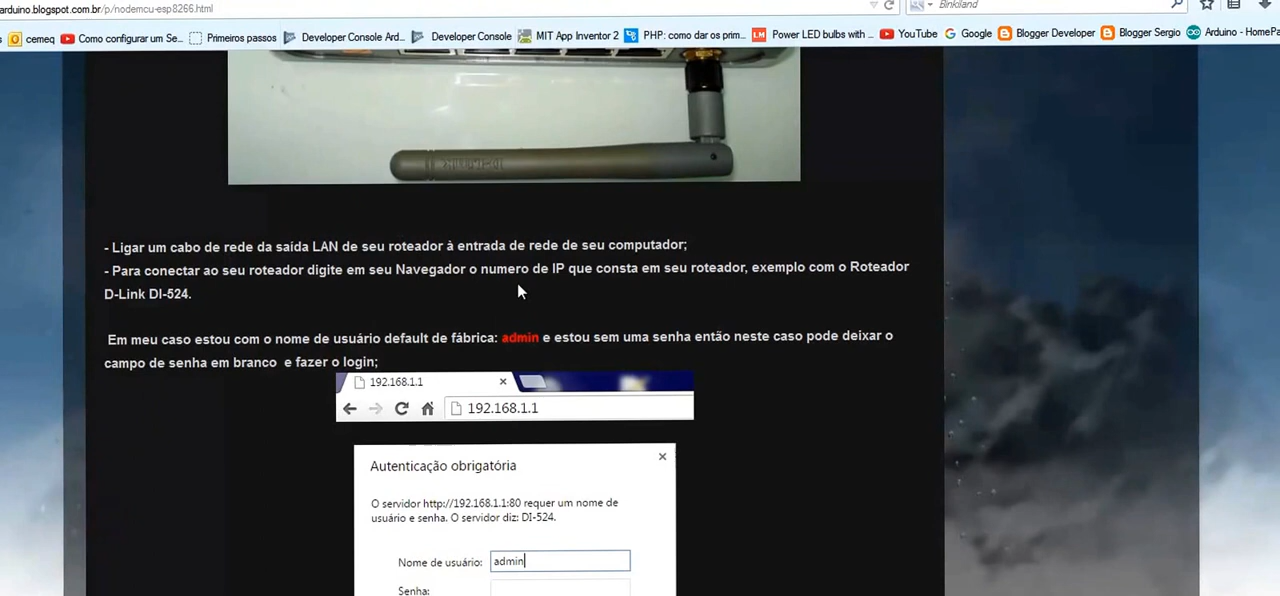 arduino.blogspot.com.br/p/nodemcu-esp8266.html
Binkiland
cemeq Como configurar um Se... Primeiros passos Developer Console Ard... Developer Console MIT App Inventor 2 PHP: como dar os prim... Power LED bulbs with ... YouTube Google Blogger Developer Blogger Sergio Arduino - HomePa
- Ligar um cabo de rede da saída LAN de seu roteador à entrada de rede de seu computador;
- Para conectar ao seu roteador digite em seu Navegador o numero de IP que consta em seu roteador, exemplo com o Roteador
D-Link DI-524.
Em meu caso estou com o nome de usuário default de fábrica: admin e estou sem uma senha então neste caso pode deixar o
campo de senha em branco e fazer o login;
192.168.1.1
192.168.1.1
Autenticação obrigatória
O servidor http://192.168.1.1:80 requer um nome de
usuário e senha. O servidor diz: DI-524.
Nome de usuário: admin
Senha: